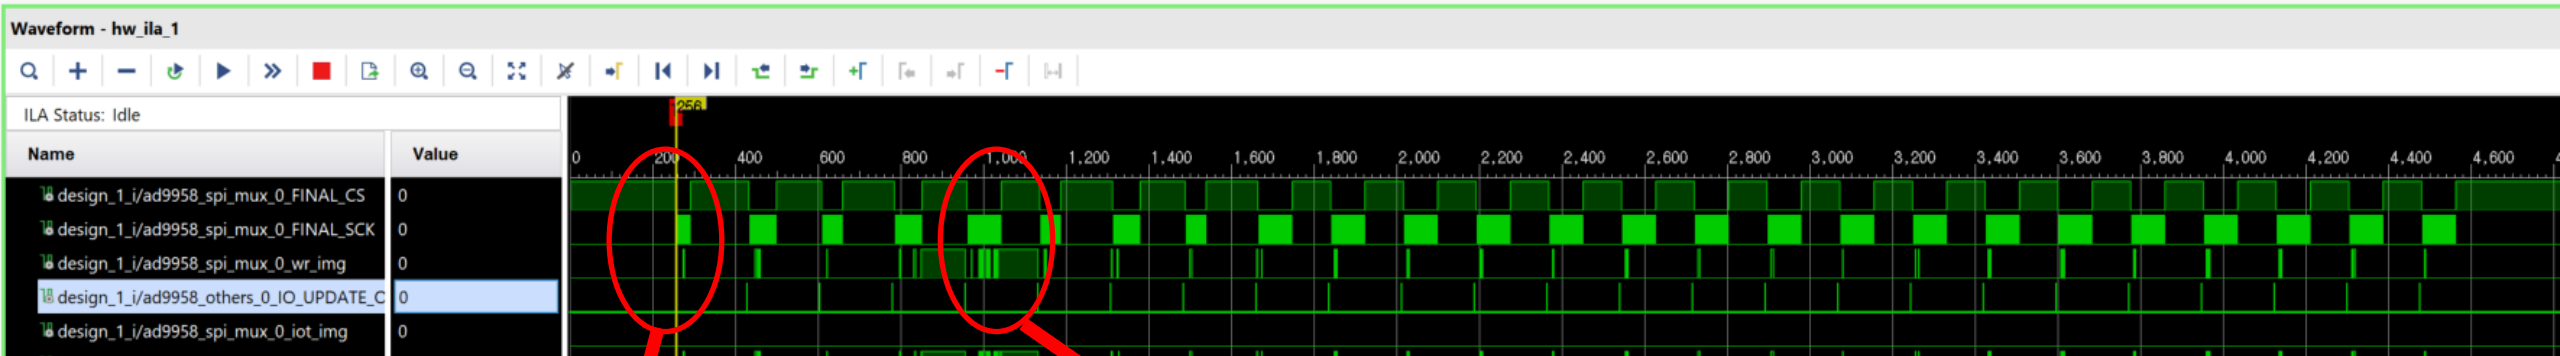 Waveform - hw_ila_1
ILA Status: Idle
256
Name Value
0 200 400 600 800 1,000 1,200 1,400 1,600 1,800 2,000 2,200 2,400 2,600 2,800 3,000 3,200 3,400 3,600 3,800 4,000 4,200 4,400 4,600
design_1_i/ad9958_spi_mux_0_FINAL_CS 0
design_1_i/ad9958_spi_mux_0_FINAL_SCK 0
design_1_i/ad9958_spi_mux_0_wr_img 0
design_1_i/ad9958_others_0_IO_UPDATE_C 0
design_1_i/ad9958_spi_mux_0_iot_img 0